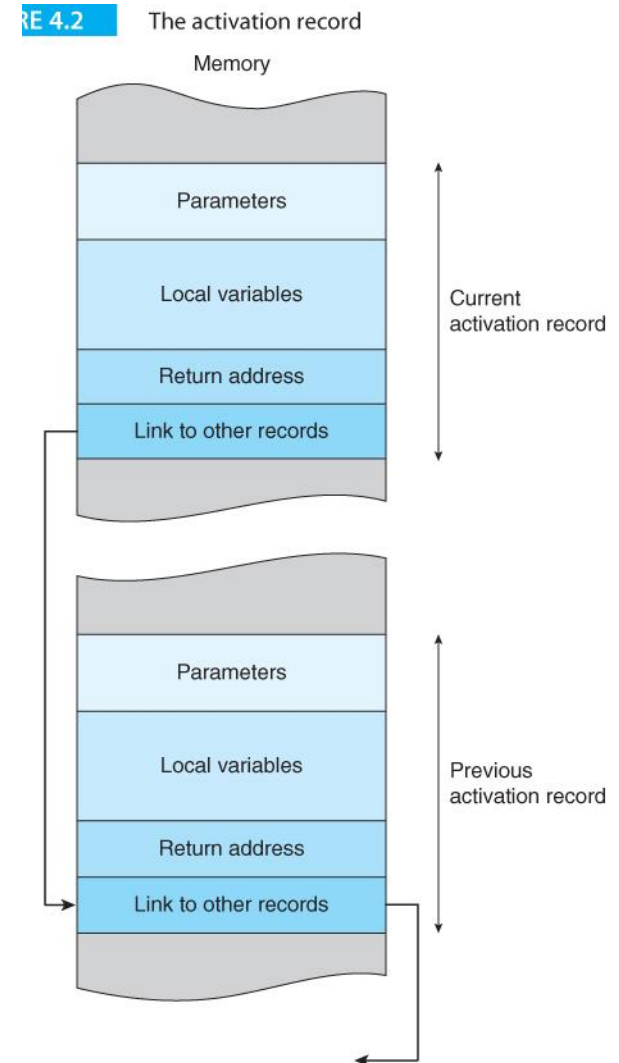 RE 4.2 The activation record
Memory
Parameters
Local variables
Return address
Link to other records
Current
activation record
Parameters
Local variables
Return address
Link to other records
Previous
activation record